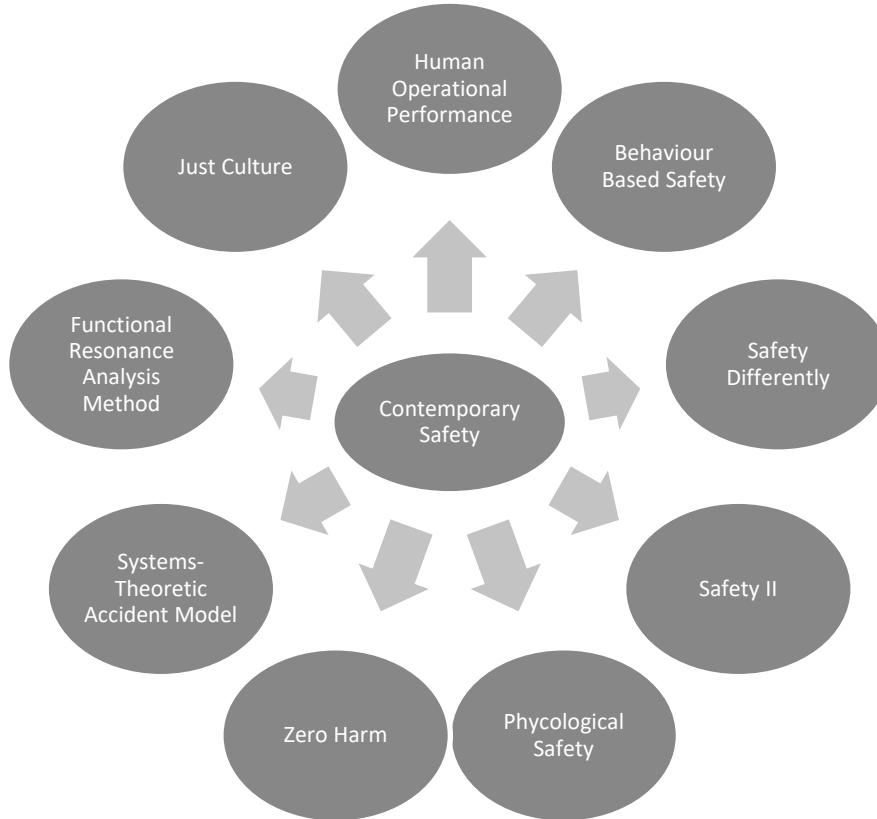 Human
Operational
Performance
Behaviour
Based Safety
Safety
Differently
Safety II
Phycological
Safety
Zero Harm
Systems-
Theoretic
Accident Model
Functional
Resonance
Analysis
Method
Just Culture
Contemporary
Safety